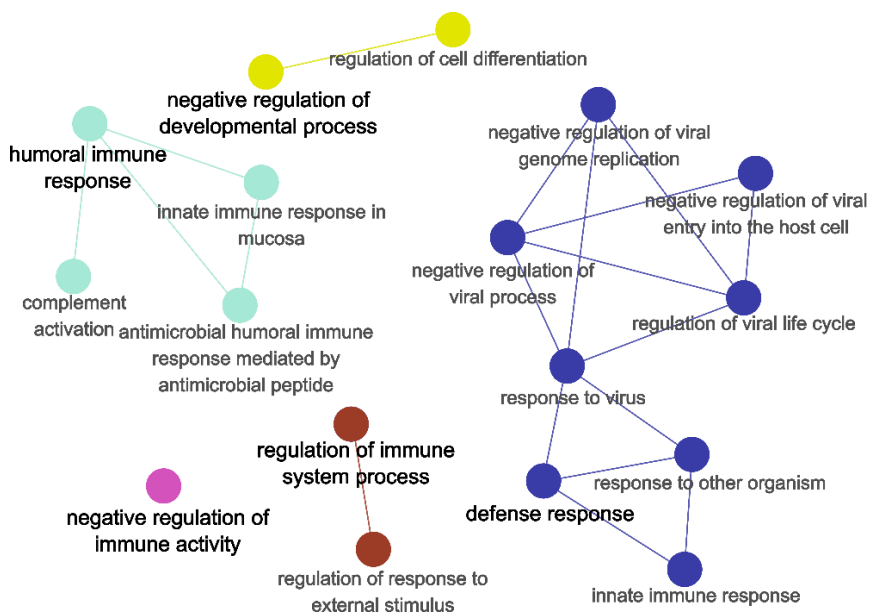 regulation of cell differentiation
negative regulation of
developmental process
humoral immune
response
innate immune response in
mucosa
complement
activation
antimicrobial humoral immune
response mediated by
antimicrobial peptide
negative regulation of viral
genome replication
negative regulation of viral
entry into the host cell
negative regulation of
viral process
regulation of viral life cycle
response to virus
regulation of immune
system process
response to other organism
defense response
negative regulation of
immune activity
regulation of response to
external stimulus
innate immune response